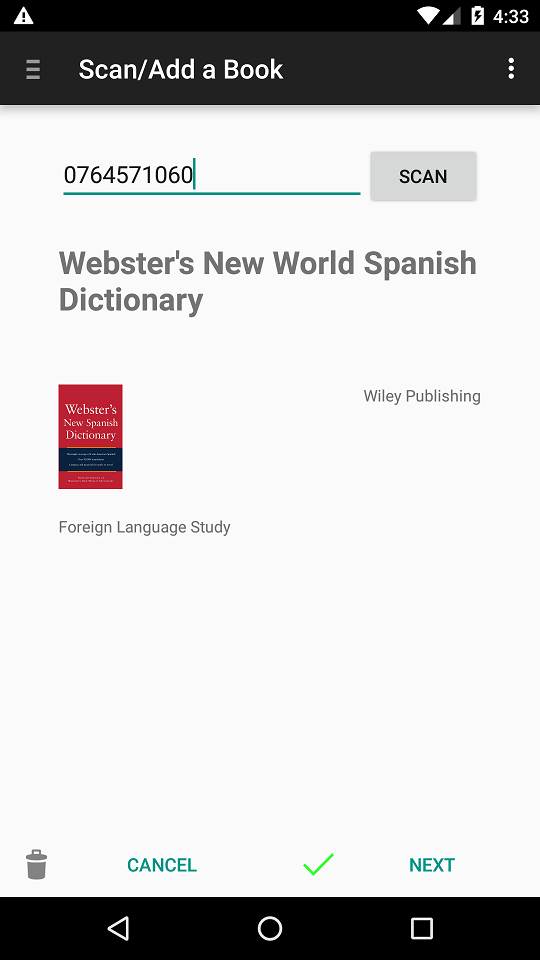 4:33
Scan/Add a Book
0764571060
SCAN
Webster's New World Spanish
Dictionary
Webster's
New Spanish
Dictionary
Wiley Publishing
Foreign Language Study
CANCEL
NEXT